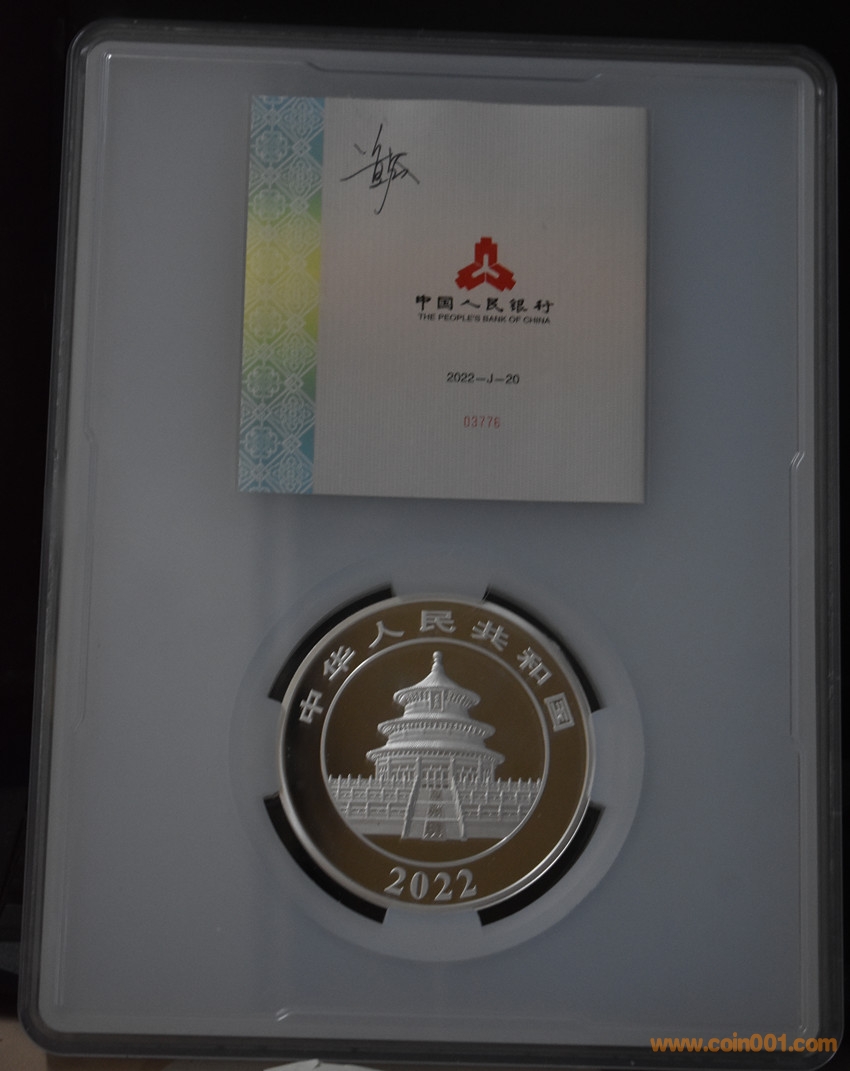 中国人民银行
THE PEOPLE'S BANK OF CHINA
2022-J-20
03776
中华人民共和国
2022
www.coin001.com